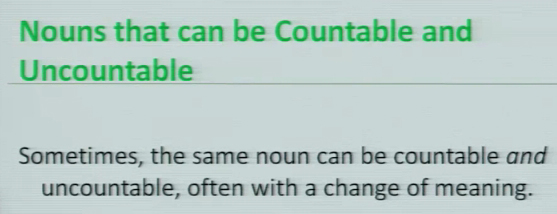 Nouns that can be Countable and
Uncountable
Sometimes, the same noun can be countable and
uncountable, often with a change of meaning.